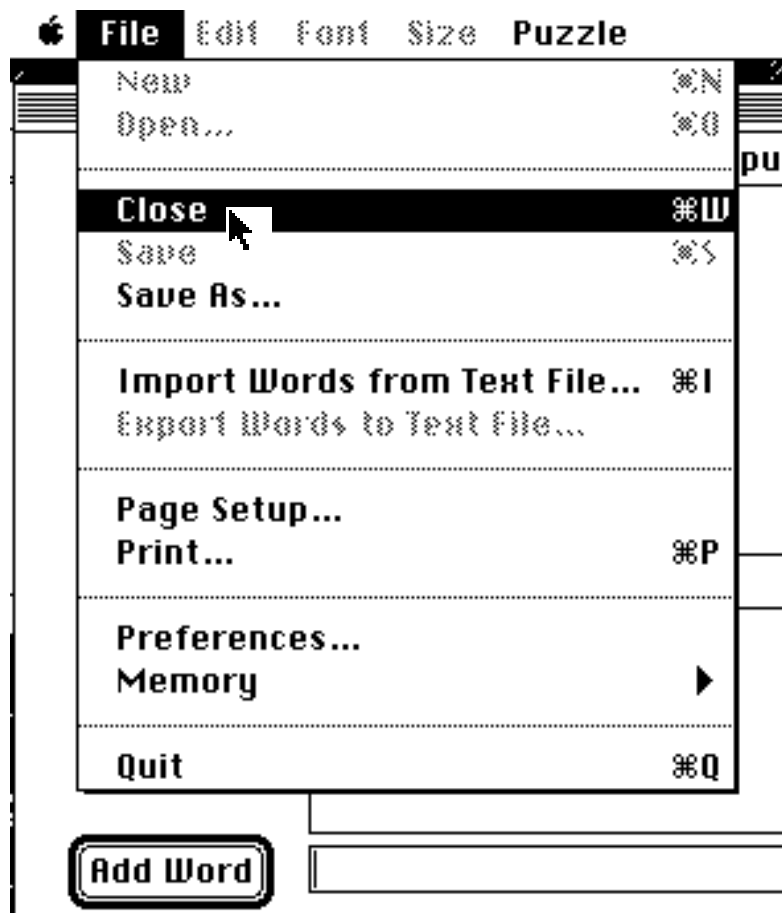 File Edit Font Size Puzzle
New ⌘N
Open... ⌘O
pu
Close ⌘W
Save ⌘S
Save As...
Import Words from Text File... ⌘I
Export Words to Text File...
Page Setup...
Print... ⌘P
Preferences...
Memory
Quit ⌘Q
Add Word